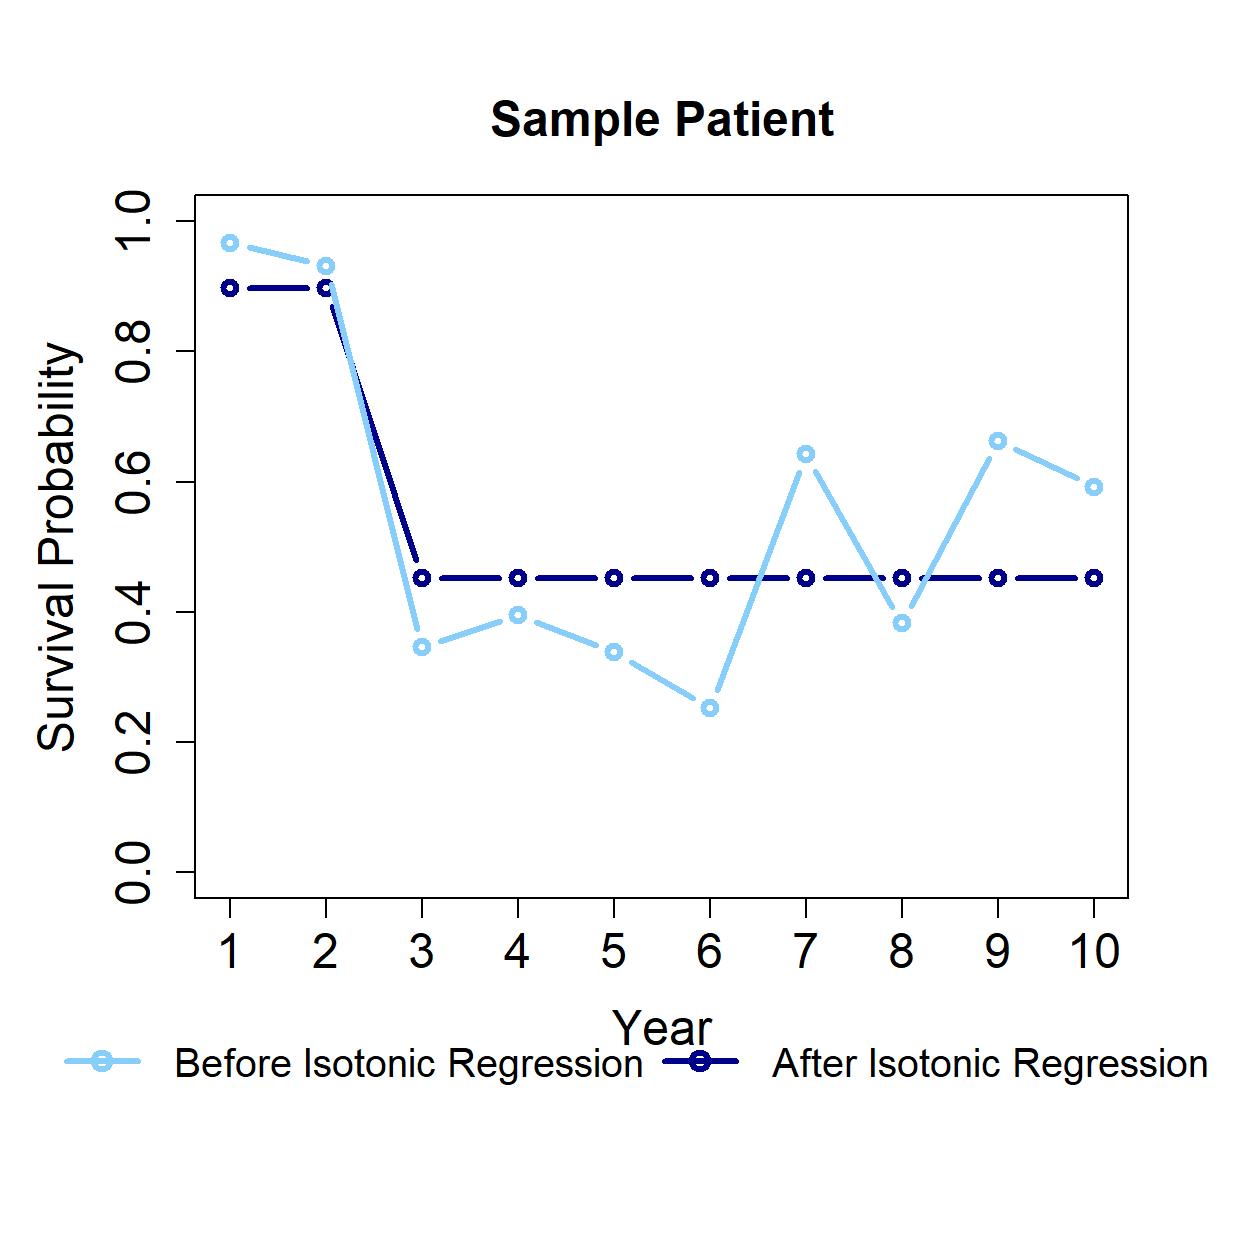 Sample Patient
Survival Probability
1.0
0.8
0.6
0.4
0.2
0.0
1 2 3 4 5 6 7 8 9 10
Year
Before Isotonic Regression After Isotonic Regression